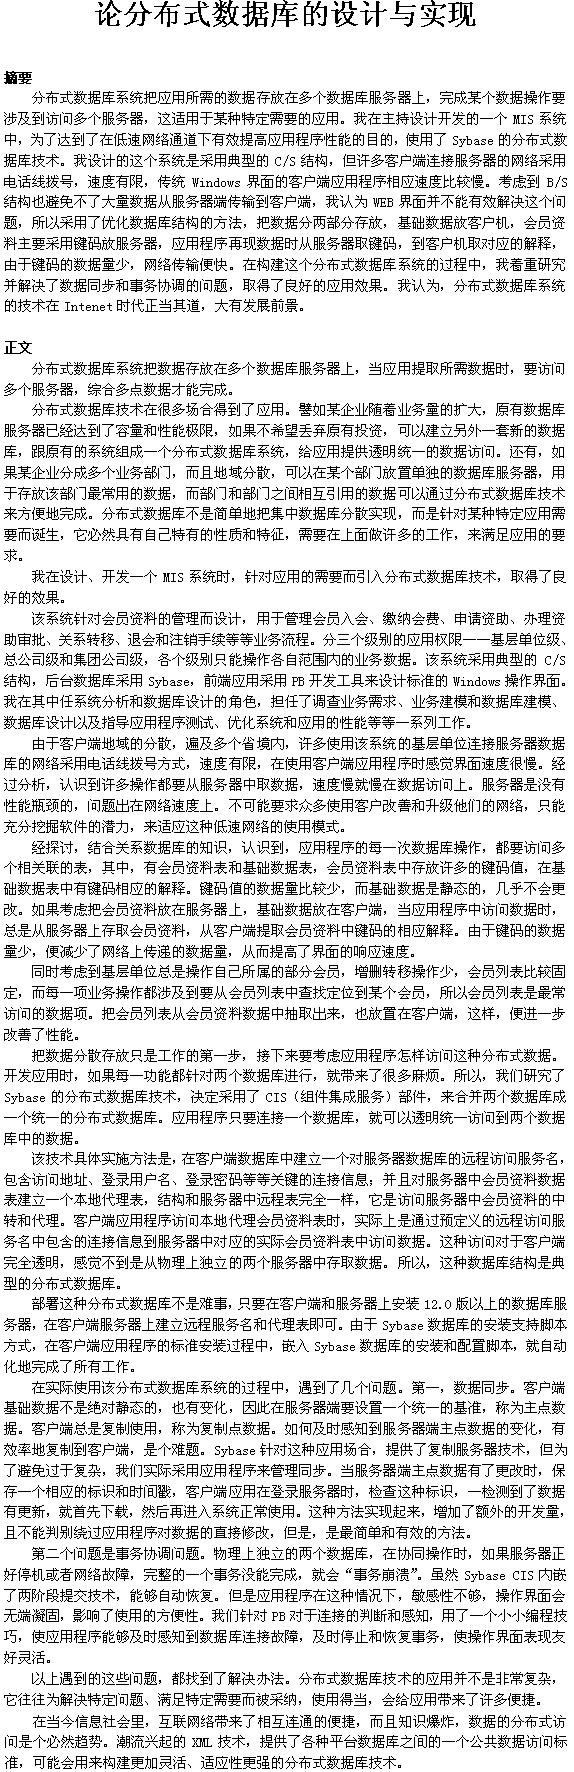 论分布式数据库的设计与实现
摘要
分布式数据库系统把应用所需的数据存放在多个数据库服务器上，完成某个数据操作要
涉及到访问多个服务器，这适用于某种特定需要的应用。我在主持设计开发的一个 MIS 系统
中，为了达到了在低速网络通道下有效提高应用程序性能的目的，使用了 Sybase 的分布式数
据库技术。我设计的这个系统是采用典型的 C/S 结构，但许多客户端连接服务器的网络采用
电话线拨号，速度有限，传统 Windows 界面的客户端应用程序相应速度比较慢。考虑到 B/S
结构也避免不了大量数据从服务器端传输到客户端，我认为 WEB 界面并不能有效解决这个问
题，所以采用了优化数据库结构的方法，把数据分两部分存放，基础数据放客户机，会员资
料主要采用键码放服务器，应用程序再现数据时从服务器取键码，到客户机取对应的解释，
由于键码的数据量少，网络传输便快。在构建这个分布式数据库系统的过程中，我着重研究
并解决了数据同步和事务协调的问题，取得了良好的应用效果。我认为，分布式数据库系统
的技术在 Intenet 时代正当其道，大有发展前景。
正文
分布式数据库系统把数据存放在多个数据库服务器上，当应用提取所需数据时，要访问
多个服务器，综合多点数据才能完成。
分布式数据库技术在很多场合得到了应用。譬如某企业随着业务量的扩大，原有数据库
服务器已经达到了容量和性能极限，如果不希望丢弃原有投资，可以建立另外一套新的数据
库，跟原有的系统组成一个分布式数据库系统，给应用提供透明统一的数据访问。还有，如
果某企业分成多个业务部门，而且地域分散，可以在某个部门放置单独的数据库服务器，用
于存放该部门最常用的数据，而部门和部门之间相互引用的数据可以通过分布式数据库技术
来方便地完成。分布式数据库不是简单地把集中数据库分散实现，而是针对某种特定应用需
要而诞生，它必然具有自己特有的性质和特征，需要在上面做许多的工作，来满足应用的要
求。
我在设计、开发一个 MIS 系统时，针对应用的需要而引入分布式数据库技术，取得了良
好的效果。
该系统针对会员资料的管理而设计，用于管理会员入会、缴纳会费、申请资助、办理资
助审批、关系转移、退会和注销手续等等业务流程。分三个级别的应用权限——基层单位级、
总公司级和集团公司级，各个级别只能操作各自范围内的业务数据。该系统采用典型的 C/S
结构，后台数据库采用 Sybase，前端应用采用 PB 开发工具来设计标准的 Windows 操作界面。
我在其中任系统分析和数据库设计的角色，担任了调查业务需求、业务建模和数据库建模、
数据库设计以及指导应用程序测试、优化系统和应用的性能等等一系列工作。
由于客户端地域的分散，遍及多个省境内，许多使用该系统的基层单位连接服务器数据
库的网络采用电话线拨号方式，速度有限，在使用客户端应用程序时感觉界面速度很慢。经
过分析，认识到许多操作都要从服务器中取数据，速度慢就慢在数据访问上。服务器是没有
性能瓶颈的，问题出在网络速度上。不可能要求众多使用客户改善和升级他们的网络，只能
充分挖掘软件的潜力，来适应这种低速网络的使用模式。
经探讨，结合关系数据库的知识，认识到，应用程序的每一次数据库操作，都要访问多
个相关联的表，其中，有会员资料表和基础数据表，会员资料表中存放许多的键码值，在基
础数据表中有键码相应的解释。键码值的数据量比较少，而基础数据是静态的，几乎不会更
改。如果考虑把会员资料放在服务器上，基础数据放在客户端，当应用程序中访问数据时，
总是从服务器上存取会员资料，从客户端提取会员资料中键码的相应解释。由于键码的数据
量少，便减少了网络上传递的数据量，从而提高了界面的响应速度。
同时考虑到基层单位总是操作自己所属的部分会员，增删转移操作少，会员列表比较固
定，而每一项业务操作都涉及到要从会员列表中查找定位到某个会员，所以会员列表是最常
访问的数据项。把会员列表从会员资料数据中抽取出来，也放置在客户端，这样，便进一步
改善了性能。
把数据分散存放只是工作的第一步，接下来要考虑应用程序怎样访问这种分布式数据。
开发应用时，如果每一功能都针对两个数据库进行，就带来了很多麻烦。所以，我们研究了
Sybase 的分布式数据库技术，决定采用了 CIS（组件集成服务）部件，来合并两个数据库成
一个统一的分布式数据库。应用程序只要连接一个数据库，就可以透明统一访问到两个数据
库中的数据。
该技术具体实施方法是，在客户端数据库中建立一个对服务器数据库的远程访问服务名，
包含访问地址、登录用户名、登录密码等等关键的连接信息；并且对服务器中会员资料数据
表建立一个本地代理表，结构和服务器中远程表完全一样，它是访问服务器中会员资料的中
转和代理。客户端应用程序访问本地代理会员资料表时，实际上是通过预定义的远程访问服
务名中包含的连接信息到服务器中对应的实际会员资料表中访问数据。这种访问对于客户端
完全透明，感觉不到是从物理上独立的两个服务器中存取数据。所以，这种数据库结构是典
型的分布式数据库。
部署这种分布式数据库不是难事，只要在客户端和服务器上安装 12.0 版以上的数据库服
务器，在客户端服务器上建立远程服务名和代理表即可。由于 Sybase 数据库的安装支持脚本
方式，在客户端应用程序的标准安装过程中，嵌入 Sybase 数据库的安装和配置脚本，就自动
化地完成了所有工作。
在实际使用该分布式数据库系统的过程中，遇到了几个问题。第一，数据同步。客户端
基础数据不是绝对静态的，也有变化，因此在服务器端要设置一个统一的基准，称为主点数
据。客户端总是复制使用，称为复制点数据。如何及时感知到服务器端主点数据的变化，有
效率地复制到客户端，是个难题。Sybase 针对这种应用场合，提供了复制服务器技术，但为
了避免过于复杂，我们实际采用应用程序来管理同步。当服务器端主点数据有了更改时，保
存一个相应的标识和时间戳，客户端应用在登录服务器时，检查这种标识，一检测到了数据
有更新，就首先下载，然后再进入系统正常使用。这种方法实现起来，增加了额外的开发量，
且不能判别绕过应用程序对数据的直接修改，但是，是最简单和有效的方法。
第二个问题是事务协调问题。物理上独立的两个数据库，在协同操作时，如果服务器正
好停机或者网络故障，完整的一个事务没能完成，就会“事务崩溃”。虽然 Sybase CIS 内嵌
了两阶段提交技术，能够自动恢复。但是应用程序在这种情况下，敏感性不够，操作界面会
无端凝固，影响了使用的方便性。我们针对 PB 对于连接的判断和感知，用了一个小小编程技
巧，使应用程序能够及时感知到数据库连接故障，及时停止和恢复事务，使操作界面表现友
好灵活。
以上遇到的这些问题，都找到了解决办法。分布式数据库技术的应用并不是非常复杂，
它往往为解决特定问题、满足特定需要而被采纳，使用得当，会给应用带来了许多便捷。
在当今信息社会里，互联网络带来了相互连通的便捷，而且知识爆炸，数据的分布式访
问是个必然趋势。潮流兴起的 XML 技术，提供了各种平台数据库之间的一个公共数据访问标
准，可能会用来构建更加灵活、适应性更强的分布式数据库技术。